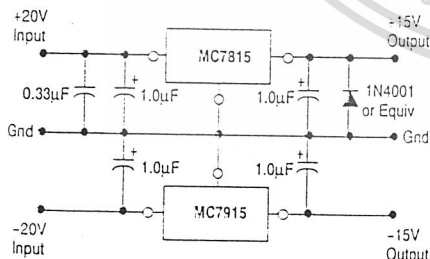 +20V
Input
+15V
Output
MC7815
0.33µF
1.0µF
1.0µF
1N4001
or Equiv
Gnd
Gnd
1.0µF
1.0µF
MC7915
-20V
Input
-15V
Output